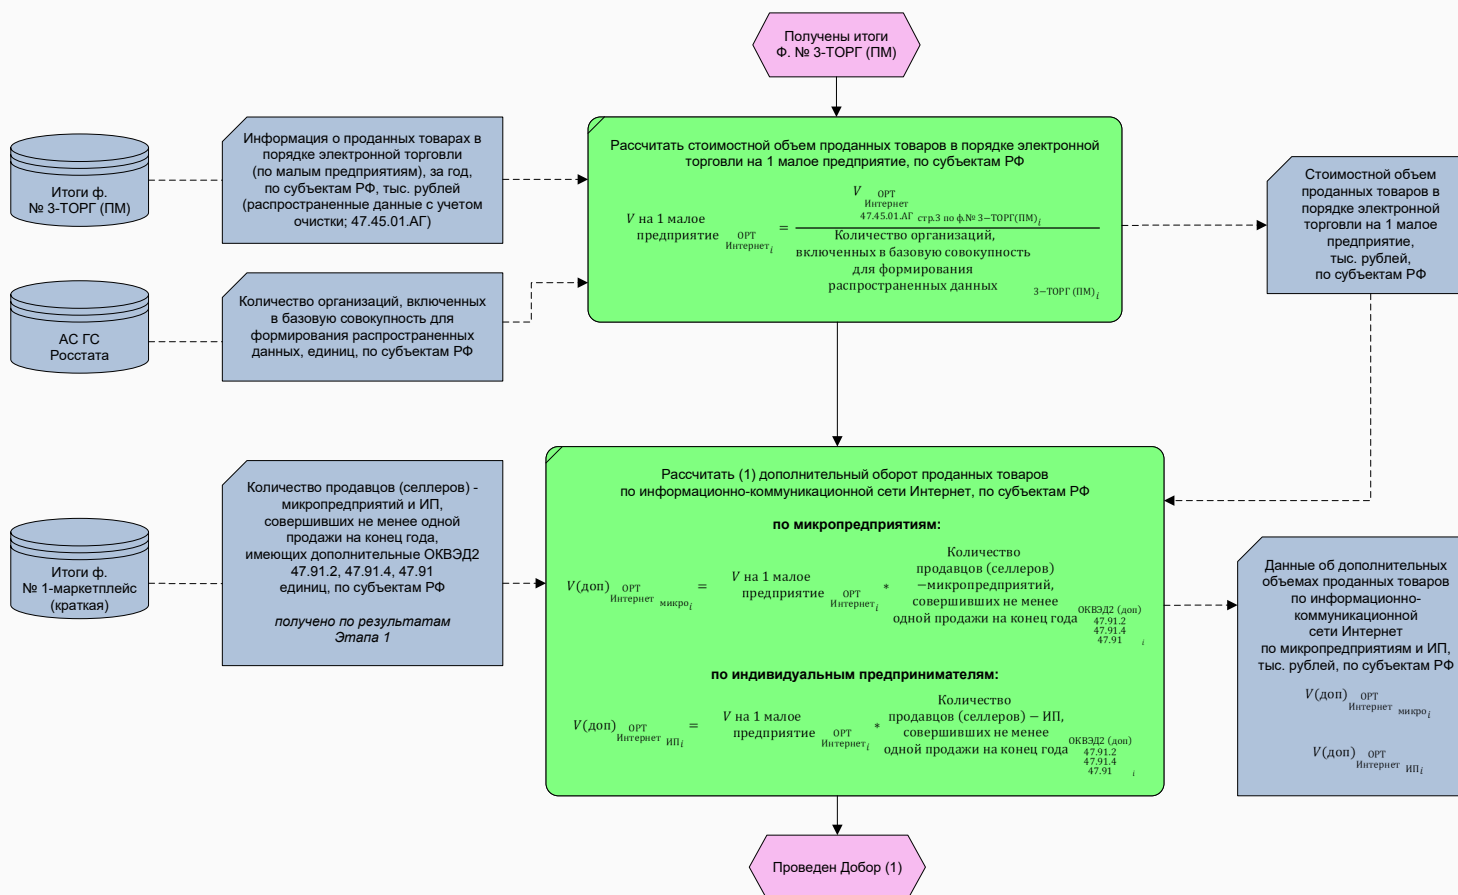 Получены итоги
Ф. № 3-ТОРГ (ПМ)
Итоги ф.
№ 3-ТОРГ (ПМ)
Информация о проданных товарах в
порядке электронной торговли
(по малым предприятиям), за год,
по субъектам РФ, тыс. рублей
(распространенные данные с учетом
очистки; 47.45.01.АГ)
Рассчитать стоимостной объем проданных товаров в порядке электронной
торговли на 1 малое предприятие, по субъектам РФ
V на 1 малое
предприятие ОРТ
Интернет i
=
V ОРТ
Интернет
47.45.01.АГ стр.3 по ф.№ 3−ТОРГ(ПМ) i
Количество организаций,
включенных в базовую совокупность
для формирования
распространенных данных
3−ТОРГ (ПМ) i
Стоимостной объем
проданных товаров в
порядке электронной
торговли на 1 малое
предприятие,
тыс. рублей,
по субъектам РФ
АС ГС
Росстата
Количество организаций, включенных
в базовую совокупность для
формирования распространенных
данных, единиц, по субъектам РФ
Итоги ф.
№ 1-маркетплейс
(краткая)
Количество продавцов (селлеров) -
микропредприятий и ИП,
совершивших не менее одной
продажи на конец года,
имеющих дополнительные ОКВЭД2
47.91.2, 47.91.4, 47.91
единиц, по субъектам РФ
получено по результатам
Этапа 1
Рассчитать (1) дополнительный оборот проданных товаров
по информационно-коммуникационной сети Интернет, по субъектам РФ
по микропредприятиям:
V(доп) ОРТ
Интернет микро i
=
V на 1 малое
предприятие ОРТ
Интернет i
*
Количество
продавцов (селлеров)
−микропредприятий,
совершивших не менее
одной продажи на конец года
ОКВЭД2 (доп)
47.91.2
47.91.4
47.91 i
по индивидуальным предпринимателям:
V(доп) ОРТ
Интернет ИП i
=
V на 1 малое
предприятие ОРТ
Интернет i
*
Количество
продавцов (селлеров) − ИП,
совершивших не менее
одной продажи на конец года
ОКВЭД2 (доп)
47.91.2
47.91.4
47.91 i
Данные об дополнительных
объемах проданных товаров
по информационно-
коммуникационной
сети Интернет
по микропредприятиям и ИП,
тыс. рублей, по субъектам РФ
V(доп) ОРТ
Интернет микро i
V(доп) ОРТ
Интернет ИП i
Проведен Добор (1)